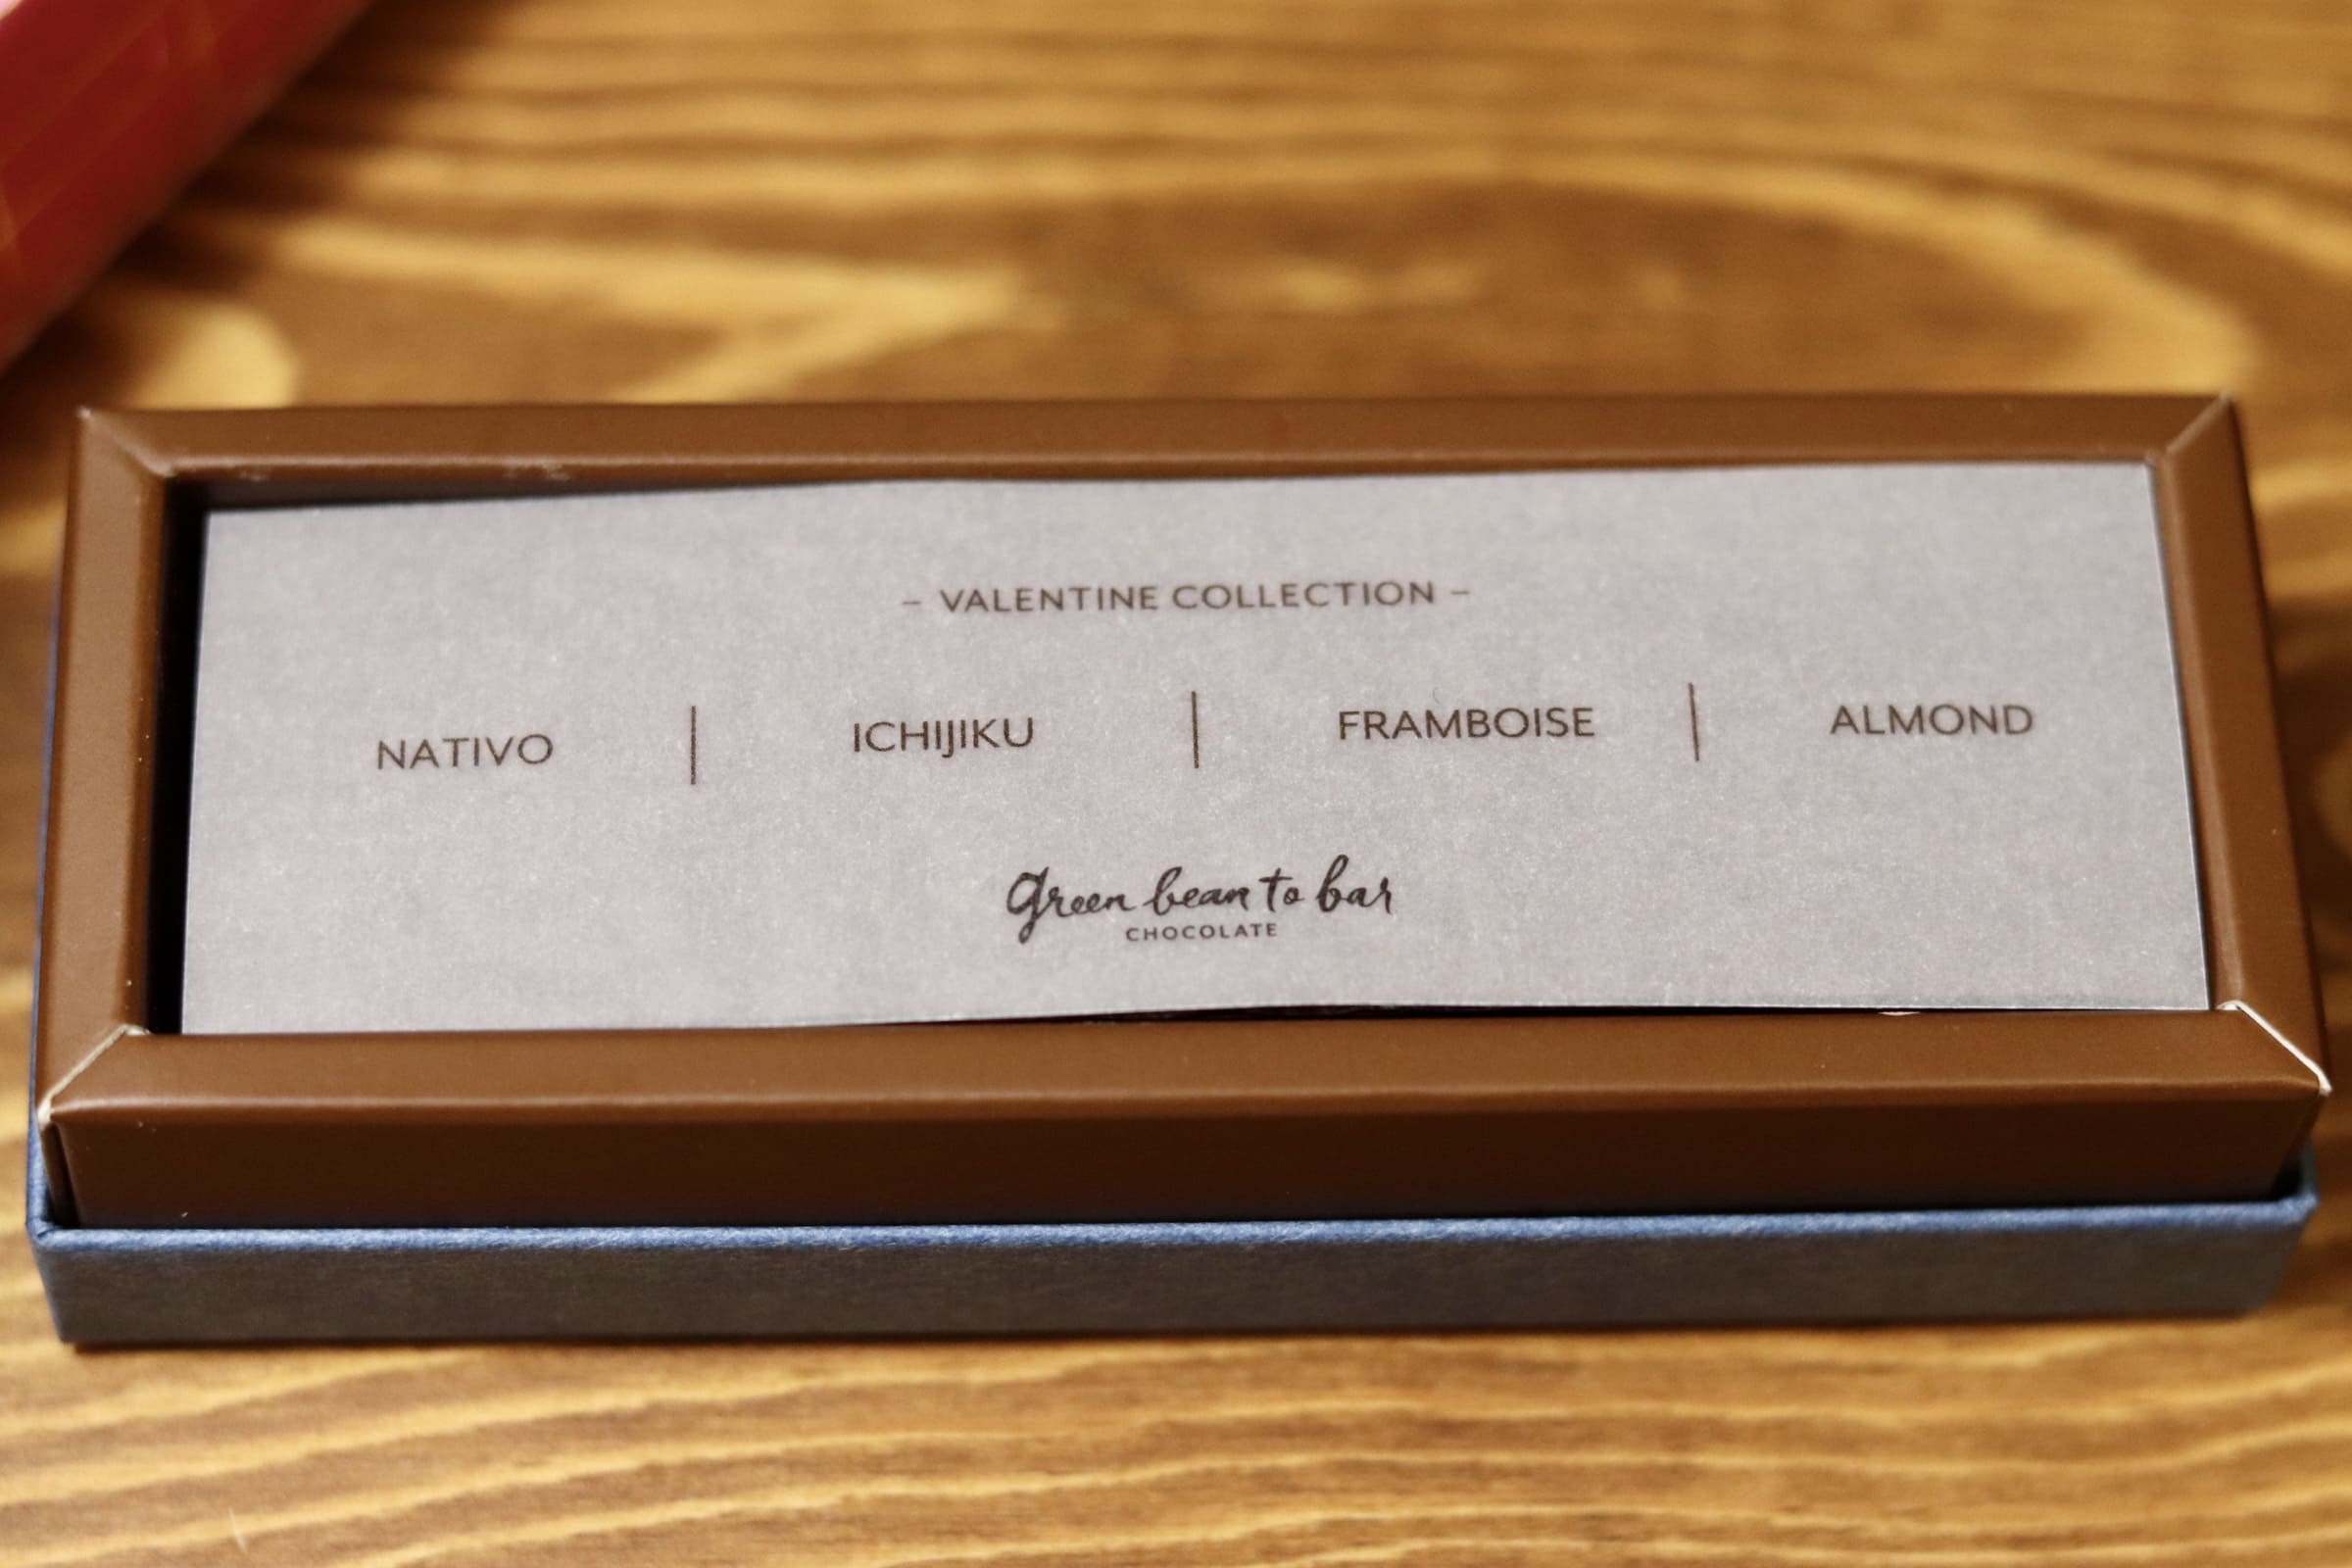 – VALENTINE COLLECTION –
NATIVO | ICHIJIKU | FRAMBOISE | ALMOND
green bean to bar
CHOCOLATE